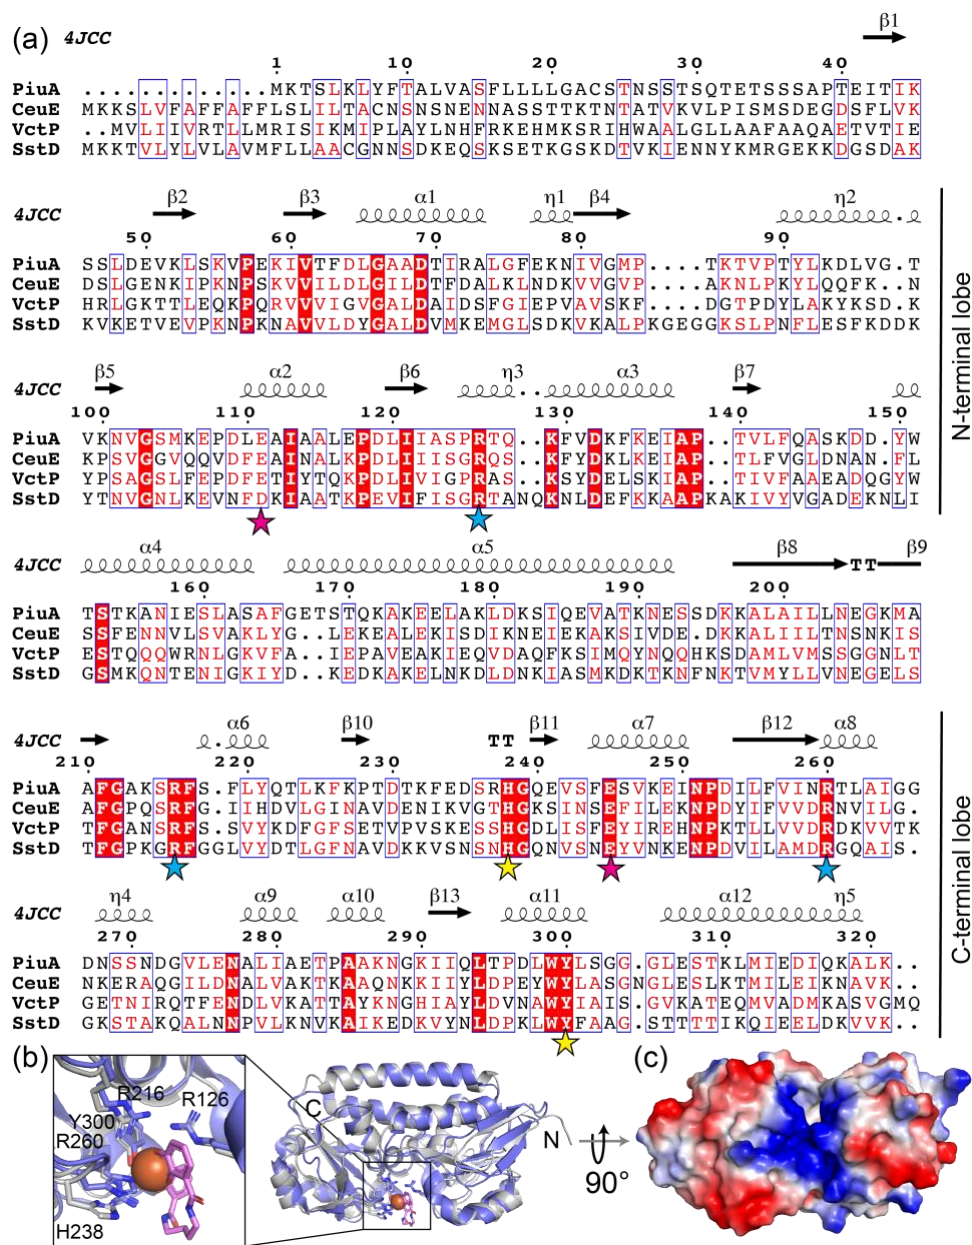 (a) 4JCC β1
1 10 20 30 40
PiuA .............MKTSLKLYFTALVASFLLLLGACSTNSSTSQTETSSSAPTEITIK
CeuE MKKSLVFAFFAFFLSLILTACNSNSNENNASSTTKTNTATVKVLPISMSDEGDSFLVK
VctP ..MVLIIVRTLLMRISIKMIPLAYLNHFRKEHMKSRIHWAALGLLAAFAAQAETVTIE
SstD MKKTVLYLVLAVMFLLAACGNNSDKEQSKSETKGSKDTVKIENNYKMRGEKKDGSDAK
4JCC β2 β3 α1 η1 β4 η2
50 60 70 80 90
PiuA SSLDEVKLSKVPEKIVTFDLGAADTIRALGFEKNIVGMP....TKTVPTYLKDLVG.T
CeuE DSLGENKIPKNPSKVVILDLGILDTFDALKLNDKVVGVP....AKNLPKYLQQFK..N
VctP HRLGKTTLEQKPQRVVVIGVGALDAIDSFGIEPVAVSKF....DGTPDYLAKYKSD.K
SstD KVKETVEVPKNPKNAVVLDYGALDVMKEMGLSDKVKALPKGEGGKSLPNFLESFKDDK
4JCC β5 α2 β6 η3 α3 β7
100 110 120 130 140 150
PiuA VKNVGSMKEPDLEAIAALEPDLIIASPRTQ..KFVDKFKEIAP..TVLFQASKDD.YW
CeuE KPSVGGVQQVDFEAINALKPDLIIISGRQS..KFYDKLKEIAP..TLFVGLDNAN.FL
VctP YPSAGSLFEPDFETIYTQKPDLIVIGPRAS..KSYDELSKIAP..TIVFAAEADQGYW
SstD YTNVGNLKEVNFDKIAATKPEVIFISGRTANQKNLDEFKKAAPKAKIVYVGADEKNLI
4JCC α4 α5 β8 TT β9
160 170 180 190 200
PiuA TSTKANIESLASAFGETSTQKAKEELAKLDKSIQEVATKNESSDKKALAILLNEGKMA
CeuE SSFENNVLSVAKLYG..LEKEALEKISDIKNEIEKAKSIVDE.DKKALIILTNSNKIS
VctP ESTQQQWRNLGKVFA..IEPAVEAKIEQVDAQFKSIMQYNQQHKSDAMLVMSSGGNLT
SstD GSMKQNTENIGKIYD..KEDKAKELNKDLDNKIASMKDKTKNFNKTVMYLLVNEGELS
4JCC α6 β10 TT β11 α7 β12 α8
210 220 230 240 250 260
PiuA AFGAKSRFS.FLYQTLKFKPTDTKFEDSRHGQEVSFESVKEINPDILFVINRTLAIGG
CeuE AFGPQSRFG.IIHDVLGINAVDENIKVGTHGKSINSEFILEKNPDYIFVVDRNVILG.
VctP TFGANSRFS.SVYKDFGFSETVPVSKESSHGDLISFEYIREHNPKTLLVVDRDKVVTK
SstD TFGPKGRFGGLVYDTLGFNAVDKKVSNSNHGQNVSNEYVNKENPDVILAMDRGQAIS.
4JCC η4 α9 α10 β13 α11 α12 η5
270 280 290 300 310 320
PiuA DNSSNDGVLENALIAETPAAKNGKIIQLTPDLWYLSGG.GLESTKLMIEDIQKALK..
CeuE NKERAQGILDNALVAKTKAAQNKKIIYLDPEYWYLASGNGLESLKTMILEIKNAVK..
VctP GETNIRQTFENDLVKATTAYKNGHIAYLDVNAWYIAIS.GVKATEQMVADMKASVGMQ
SstD GKSTAKQALNNPVLKNVKAIKEDKVYNLDPKLWYFAAG.STTTTIKQIEELDKVVK..
N-terminal lobe
C-terminal lobe
(b) R216 R126 Y300 R260 H238
C N
90°
(c)